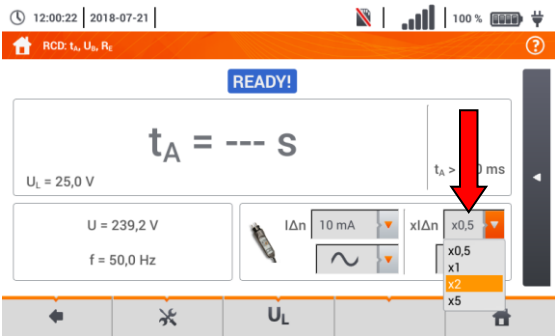 12:00:22 2018-07-21 100 %
RCD: tA, UB, RE ?
READY!
tA = --- s
UL = 25,0 V
tA > 0 ms
U = 239,2 V
f = 50,0 Hz
IΔn 10 mA xIΔn x0,5
x0,5
x1
x2
x5
UL